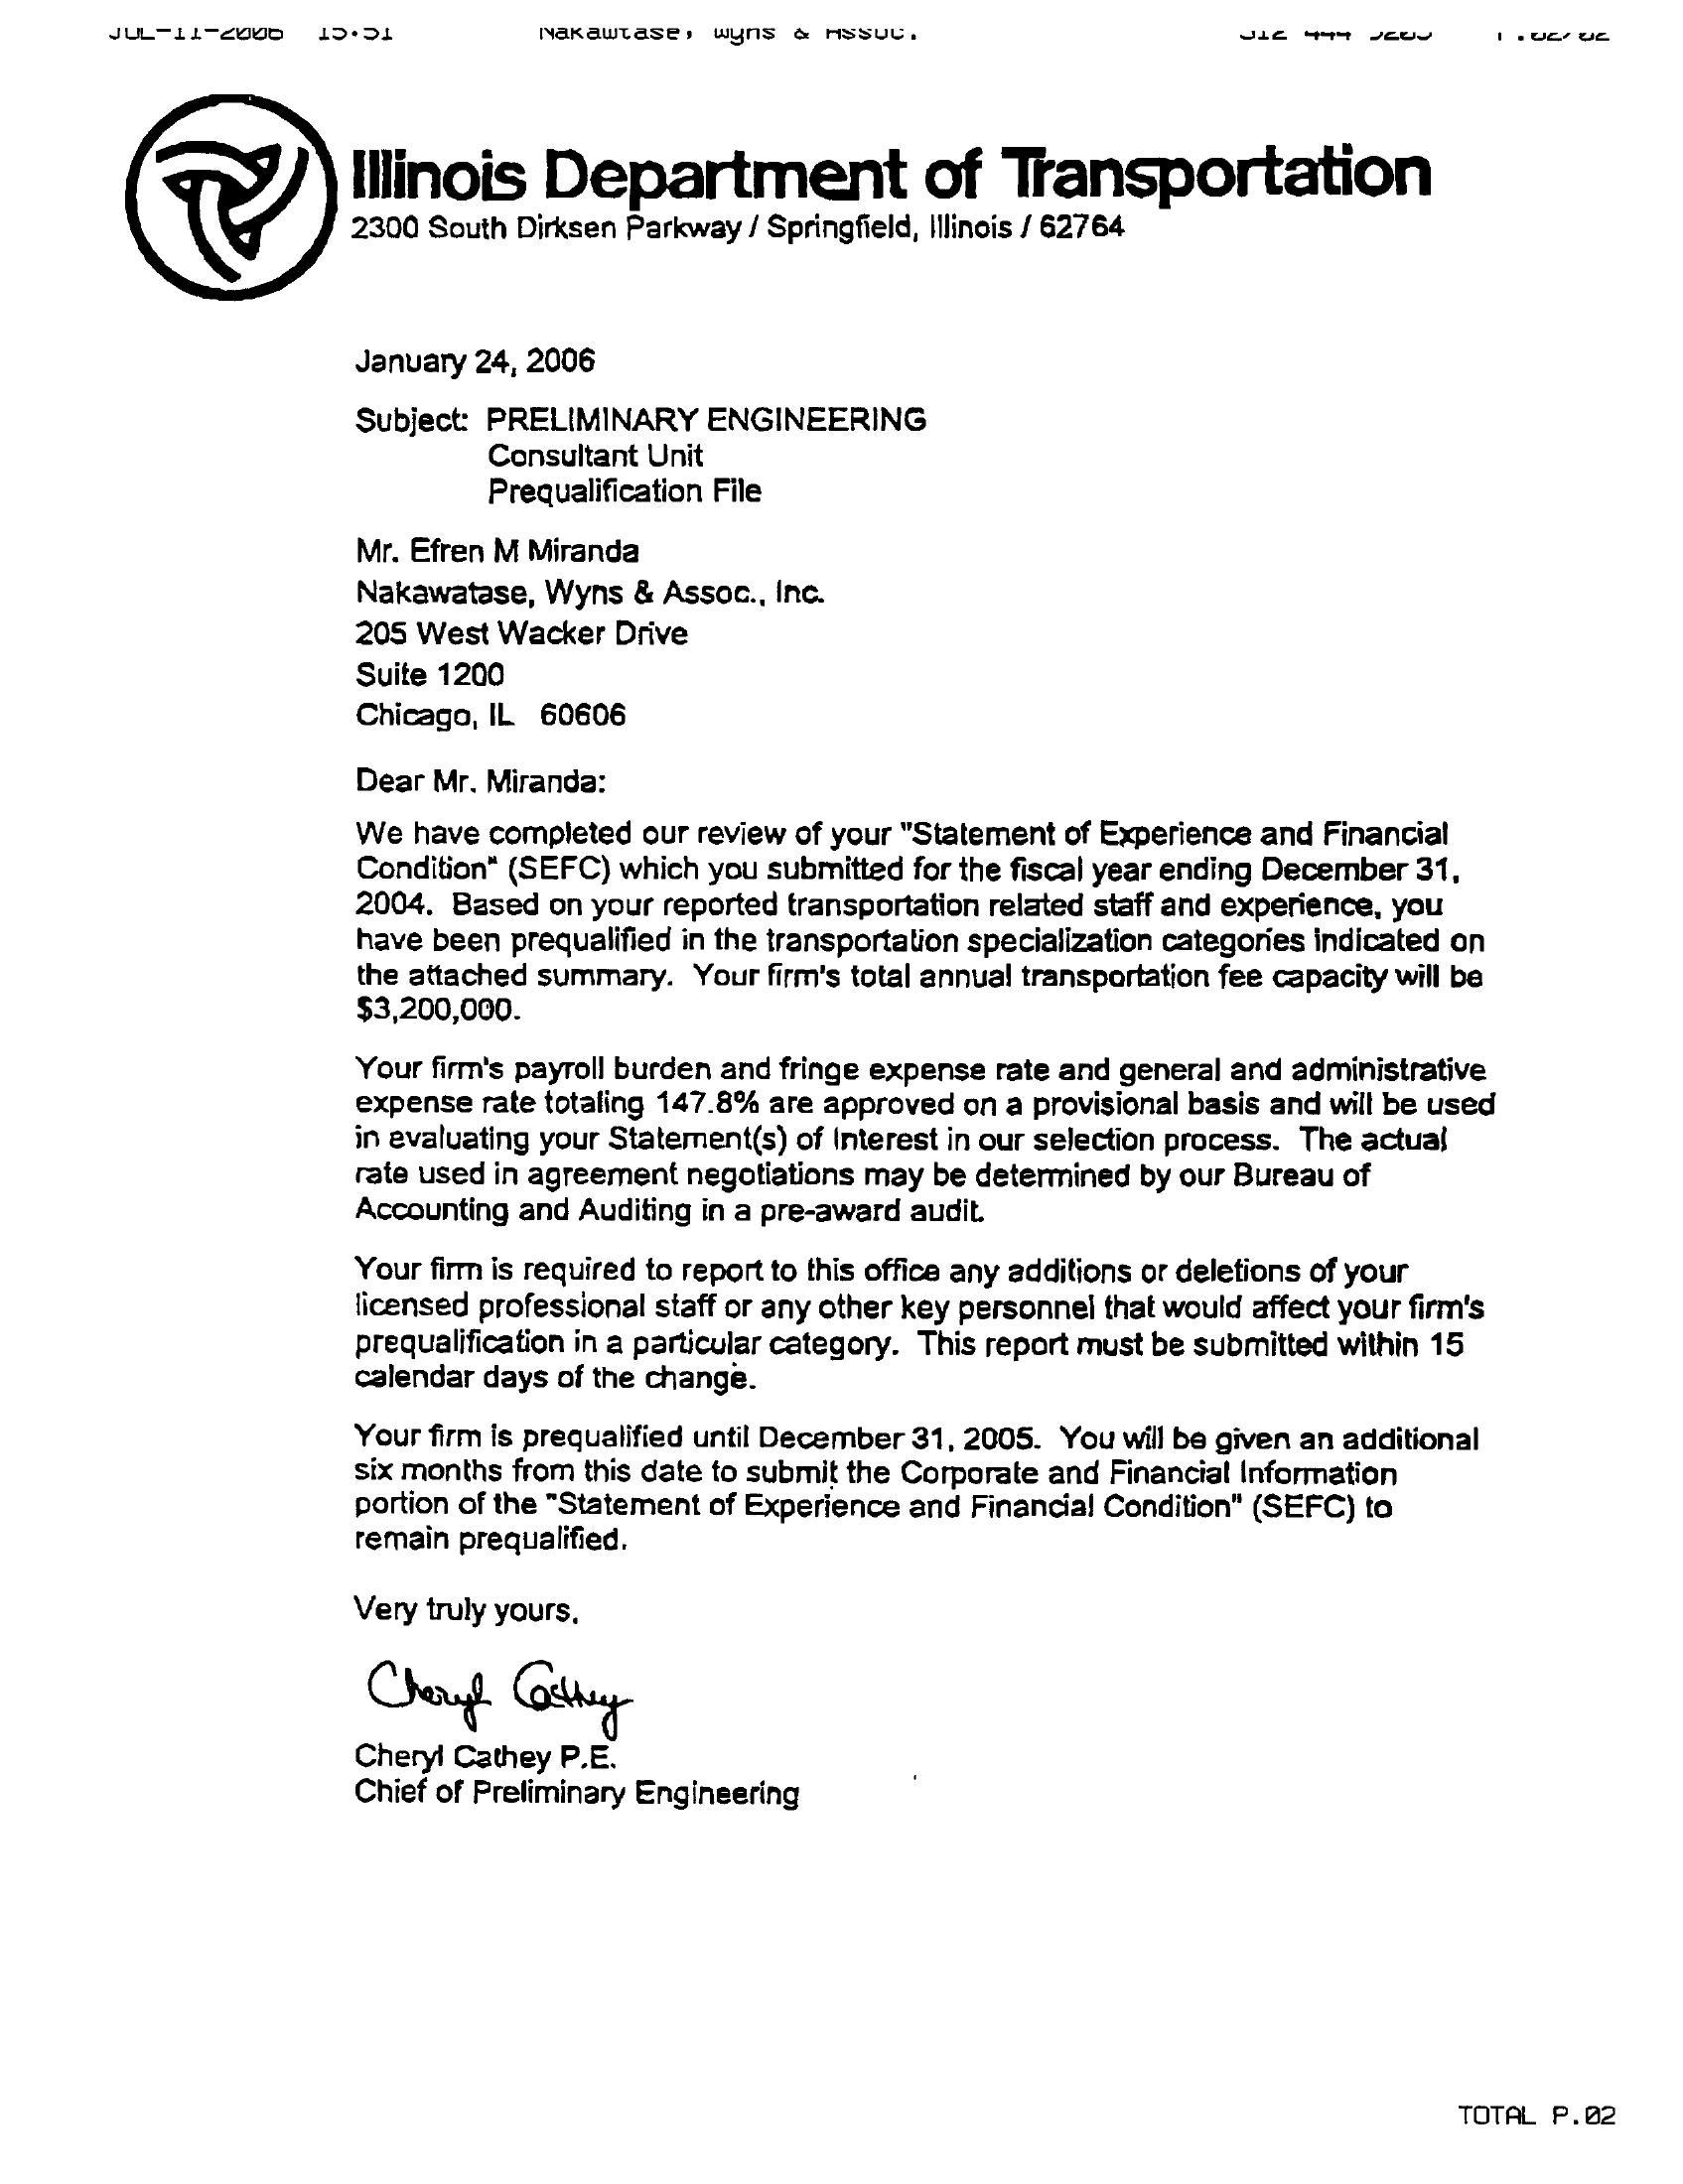 JUL-11-2006 15:51 Nakawtase, Wyns & Assoc. P.02/02
Illinois Department of Transportation
2300 South Dirksen Parkway / Springfield, Illinois / 62764
January 24, 2006
Subject: PRELIMINARY ENGINEERING
Consultant Unit
Prequalification File
Mr. Efren M Miranda
Nakawatase, Wyns & Assoc., Inc.
205 West Wacker Drive
Suite 1200
Chicago, IL 60606
Dear Mr. Miranda:
We have completed our review of your "Statement of Experience and Financial
Condition" (SEFC) which you submitted for the fiscal year ending December 31,
2004. Based on your reported transportation related staff and experience, you
have been prequalified in the transportation specialization categories indicated on
the attached summary. Your firm's total annual transportation fee capacity will be
$3,200,000.
Your firm's payroll burden and fringe expense rate and general and administrative
expense rate totaling 147.8% are approved on a provisional basis and will be used
in evaluating your Statement(s) of Interest in our selection process. The actual
rate used in agreement negotiations may be determined by our Bureau of
Accounting and Auditing in a pre-award audit.
Your firm is required to report to this office any additions or deletions of your
licensed professional staff or any other key personnel that would affect your firm's
prequalification in a particular category. This report must be submitted within 15
calendar days of the change.
Your firm is prequalified until December 31, 2005. You will be given an additional
six months from this date to submit the Corporate and Financial Information
portion of the "Statement of Experience and Financial Condition" (SEFC) to
remain prequalified.
Very truly yours,
Cheryl Cathey
Cheryl Cathey P.E.
Chief of Preliminary Engineering
TOTAL P.02